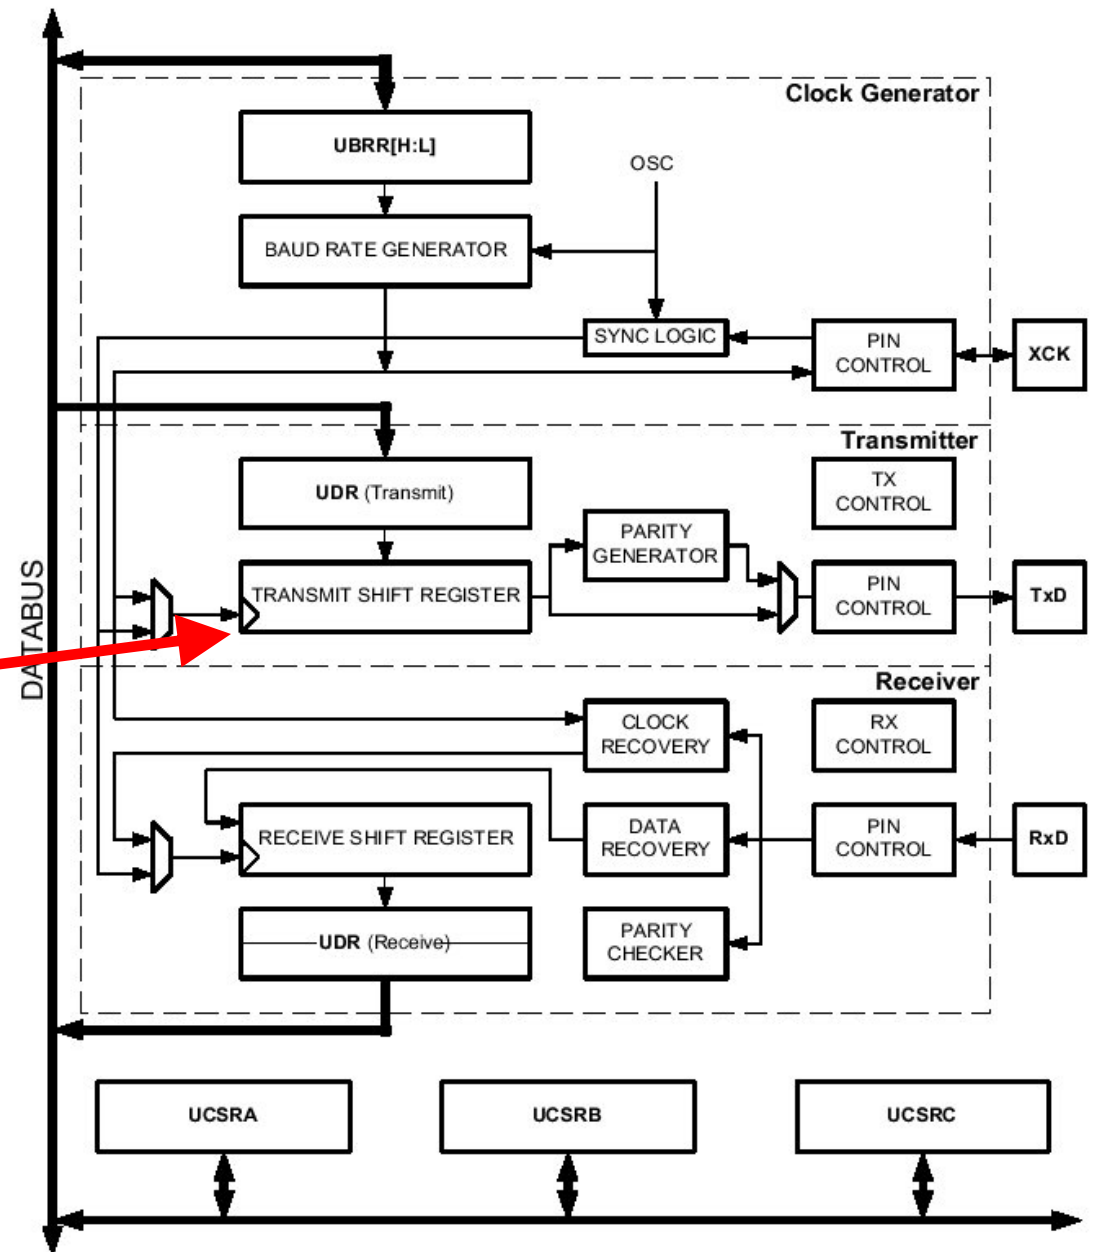 Clock Generator
UBRR[H:L]
OSC
BAUD RATE GENERATOR
SYNC LOGIC
PIN
CONTROL
XCK
DATABUS
Transmitter
UDR (Transmit)
TX
CONTROL
PARITY
GENERATOR
TRANSMIT SHIFT REGISTER
PIN
CONTROL
TxD
Receiver
CLOCK
RECOVERY
RX
CONTROL
RECEIVE SHIFT REGISTER
DATA
RECOVERY
PIN
CONTROL
RxD
UDR (Receive)
PARITY
CHECKER
UCSRA
UCSRB
UCSRC